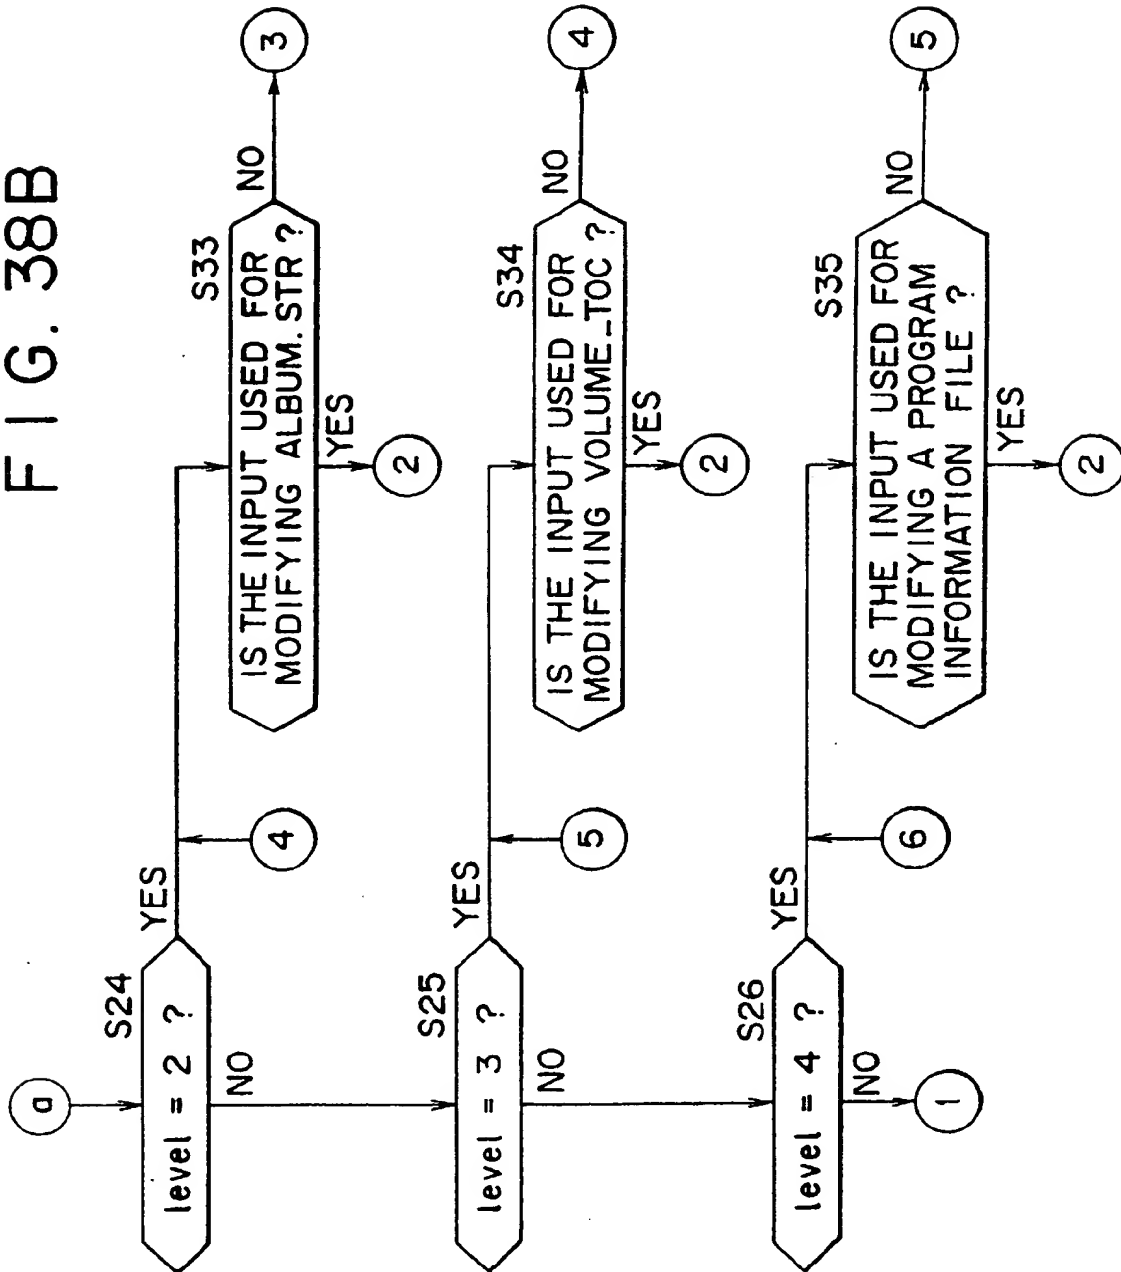 FIG. 38B
a
S24
level = 2 ?
YES
NO
4
S33
IS THE INPUT USED FOR
MODIFYING ALBUM.STR ?
NO
3
YES
2
S25
level = 3 ?
YES
NO
5
S34
IS THE INPUT USED FOR
MODIFYING VOLUME_TOC ?
NO
4
YES
2
S26
level = 4 ?
YES
NO
1
6
S35
IS THE INPUT USED FOR
MODIFYING A PROGRAM
INFORMATION FILE ?
NO
5
YES
2